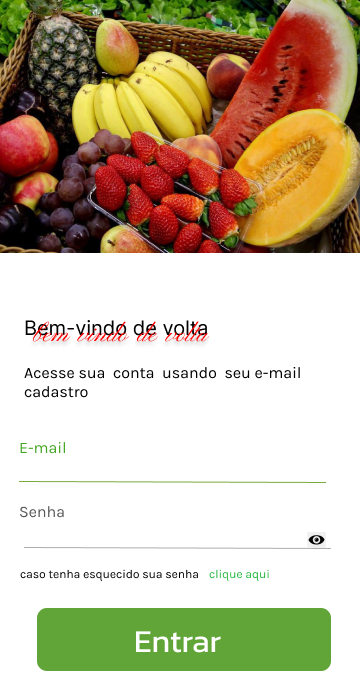 Bem-vindo de volta
bem vindo de volta
Acesse sua conta usando seu e-mail
cadastro
E-mail
Senha
caso tenha esquecido sua senha clique aqui
Entrar